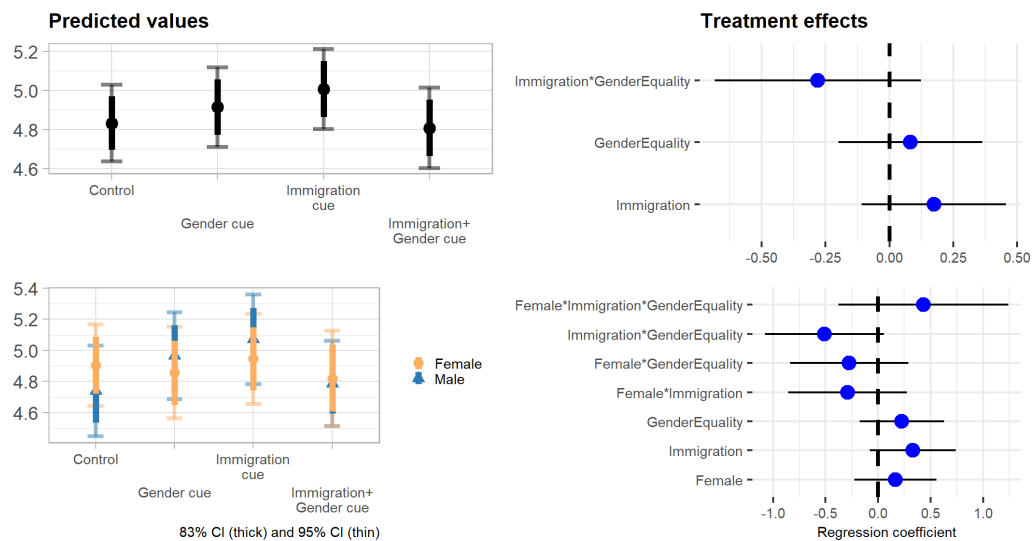 Predicted values
5.2
5.0
4.8
4.6
Control
Gender cue
Immigration
cue
Immigration+
Gender cue
Treatment effects
Immigration*GenderEquality
GenderEquality
Immigration
-0.50 -0.25 0.00 0.25 0.50
5.4
5.2
5.0
4.8
4.6
Control
Gender cue
Immigration
cue
Immigration+
Gender cue
Female
Male
83% CI (thick) and 95% CI (thin)
Female*Immigration*GenderEquality
Immigration*GenderEquality
Female*GenderEquality
Female*Immigration
GenderEquality
Immigration
Female
-1.0 -0.5 0.0 0.5 1.0
Regression coefficient